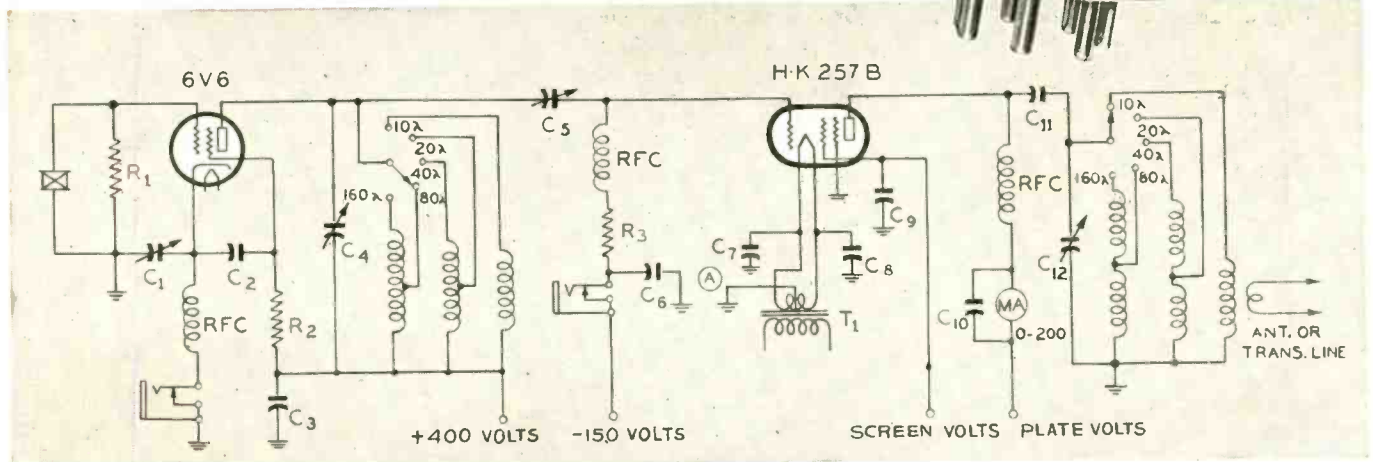 6V6
H-K 257B
R1
C1
C2
RFC
R2
C3
C4
10λ
20λ
40λ
80λ
160λ
+400 VOLTS
C5
RFC
R3
C6
-150 VOLTS
C7
C8
A
T1
C9
SCREEN VOLTS
C11
RFC
C10
MA
0-200
PLATE VOLTS
C12
10λ
20λ
40λ
80λ
160λ
ANT. OR
TRANS. LINE